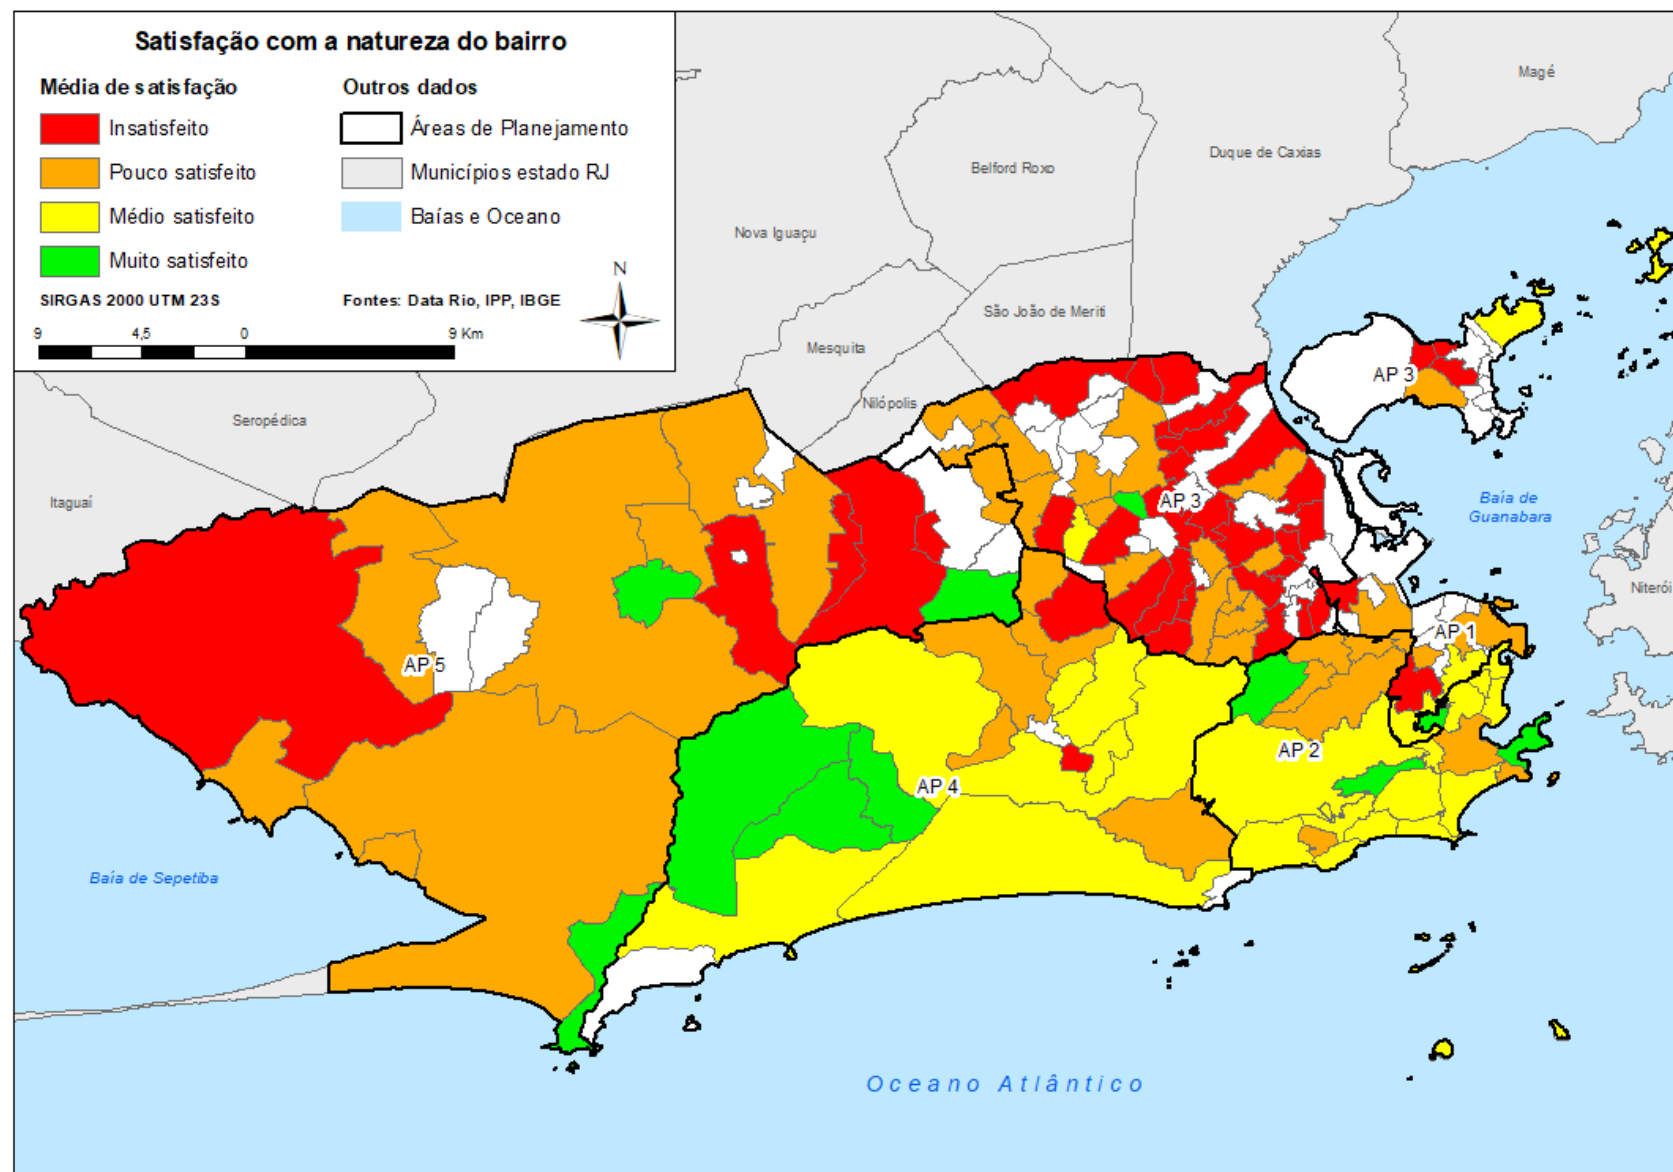 Satisfação com a natureza do bairro
Média de satisfação
Outros dados
Insatisfeito
Áreas de Planejamento
Pouco satisfeito
Municípios estado RJ
Médio satisfeito
Baías e Oceano
Muito satisfeito
SIRGAS 2000 UTM 23S
Fontes: Data Rio, IPP, IBGE
N
9 4,5 0 9 Km
Magé
Duque de Caxias
Belford Roxo
Nova Iguaçu
São João de Meriti
Mesquita
Nilópolis
Seropédica
Itaguaí
AP 3
AP 3
Baía de
Guanabara
Niterói
AP 1
AP 5
AP 2
AP 4
Baía de Sepetiba
Oceano Atlântico